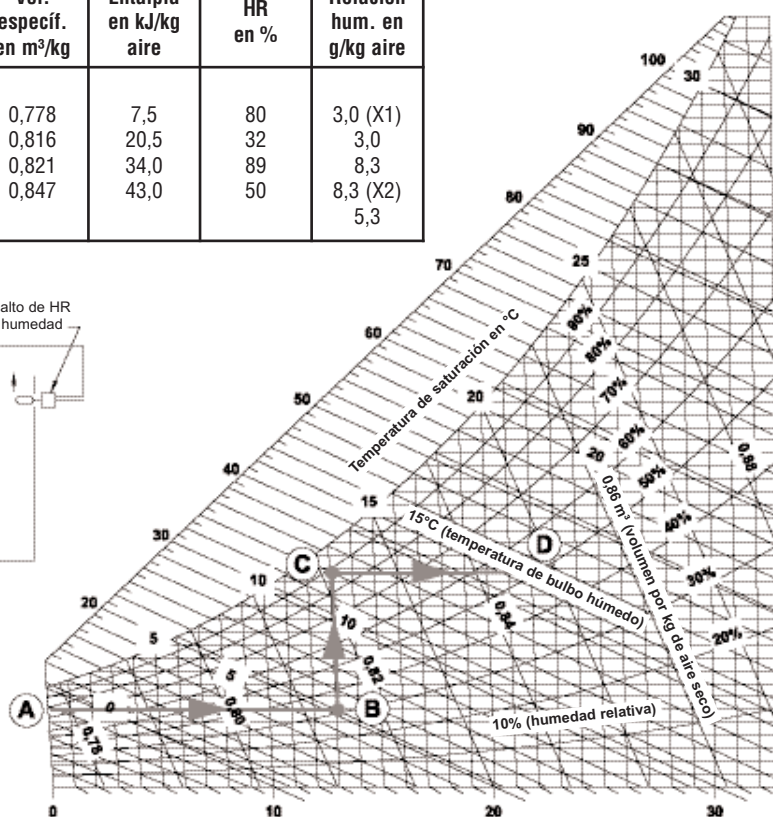 específ.
en kJ/kg
aire
HR
en %
hum. en
g/kg aire
en m³/kg
0,778 7,5 80 3,0 (X1)
0,816 20,5 32 3,0
0,821 34,0 89 8,3
0,847 43,0 50 8,3 (X2)
5,3
alto de HR
humedad
100
90
80
70
60
50
40
30
20
Temperatura de saturación en °C
30
25
20
15
10
5
0
5
10
20
90%
80%
70%
60%
50%
40%
30%
20%
10% (humedad relativa)
15°C (temperatura de bulbo húmedo)
0,86 m³ (volumen por kg de aire seco)
0,78
0,80
0,82
0,84
0,88
A
B
C
D
0 10 20 30